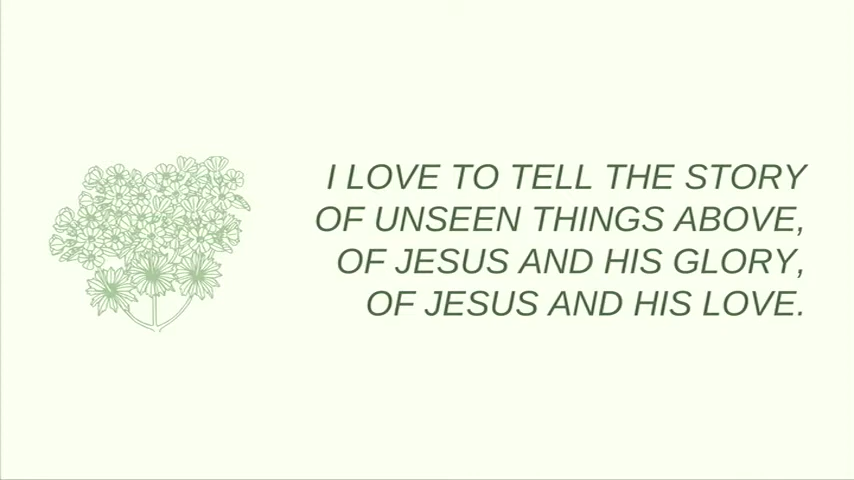 I LOVE TO TELL THE STORY
OF UNSEEN THINGS ABOVE,
OF JESUS AND HIS GLORY,
OF JESUS AND HIS LOVE.